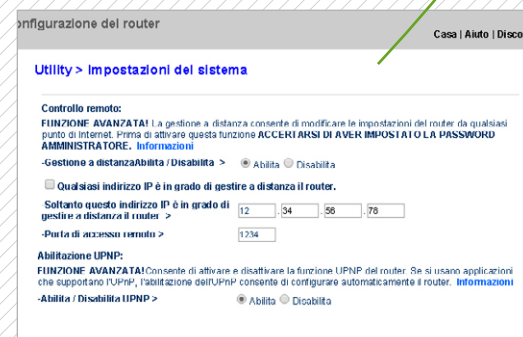 onfigurazione del router
Casa | Aiuto | Disco
Utility > Impostazioni del sistema
Controllo remoto:
FUNZIONE AVANZATA! La gestione a distanza consente di modificare le impostazioni del router da qualsiasi
punto di Internet. Prima di attivare questa funzione ACCERTARSI DI AVER IMPOSTATO LA PASSWORD
AMMINISTRATORE. Informazioni
-Gestione a distanzaAbilita / Disabilita > Abilita Disabilita
Qualsiasi indirizzo IP è in grado di gestire a distanza il router.
-Soltanto questo indirizzo IP è in grado di
gestire a distanza il router > 12 . 34 . 56 . 78
-Porta di accesso remoto > 1234
Abilitazione UPNP:
FUNZIONE AVANZATA! Consente di attivare e disattivare la funzione UPNP del router. Se si usano applicazioni
che supportano l'UPnP, l'abilitazione dell'UPnP consente di configurare automaticamente il router. Informazioni
-Abilita / Disabilita UPNP > Abilita Disabilita